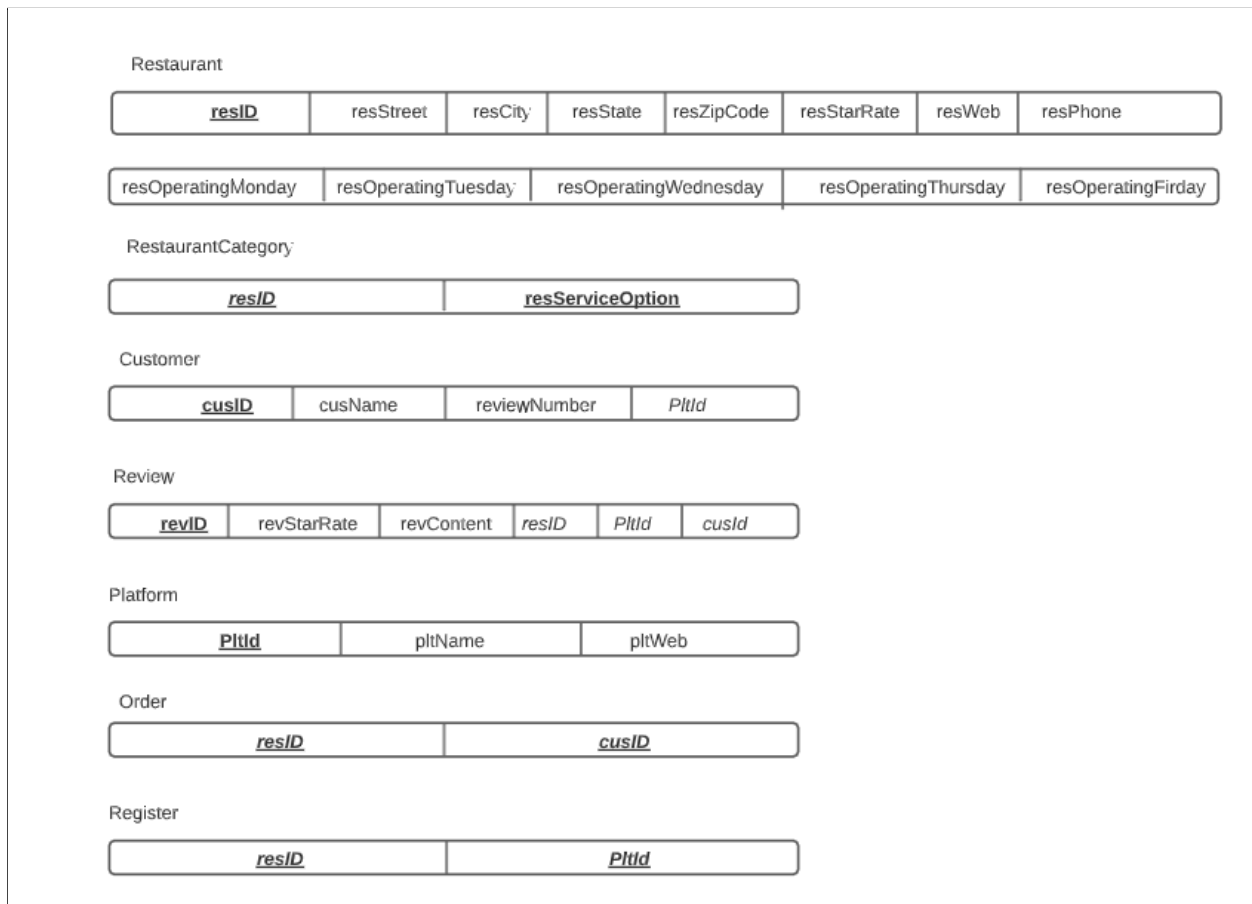 Restaurant
resID resStreet resCity resState resZipCode resStarRate resWeb resPhone
resOperatingMonday resOperatingTuesday resOperatingWednesday resOperatingThursday resOperatingFirday
RestaurantCategory
resID resServiceOption
Customer
cusID cusName reviewNumber PltId
Review
revID revStarRate revContent resID PltId cusId
Platform
PltId pltName pltWeb
Order
resID cusID
Register
resID PltId